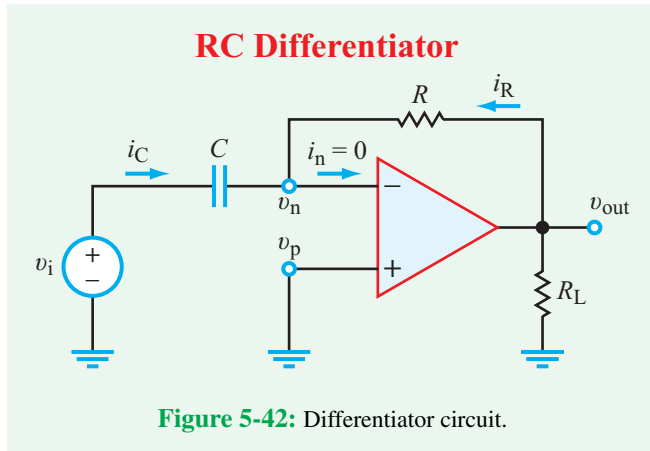 RC Differentiator
R
iR
iC
C
in = 0
vn
−
vout
vi
+
−
vp
+
RL
Figure 5-42: Differentiator circuit.